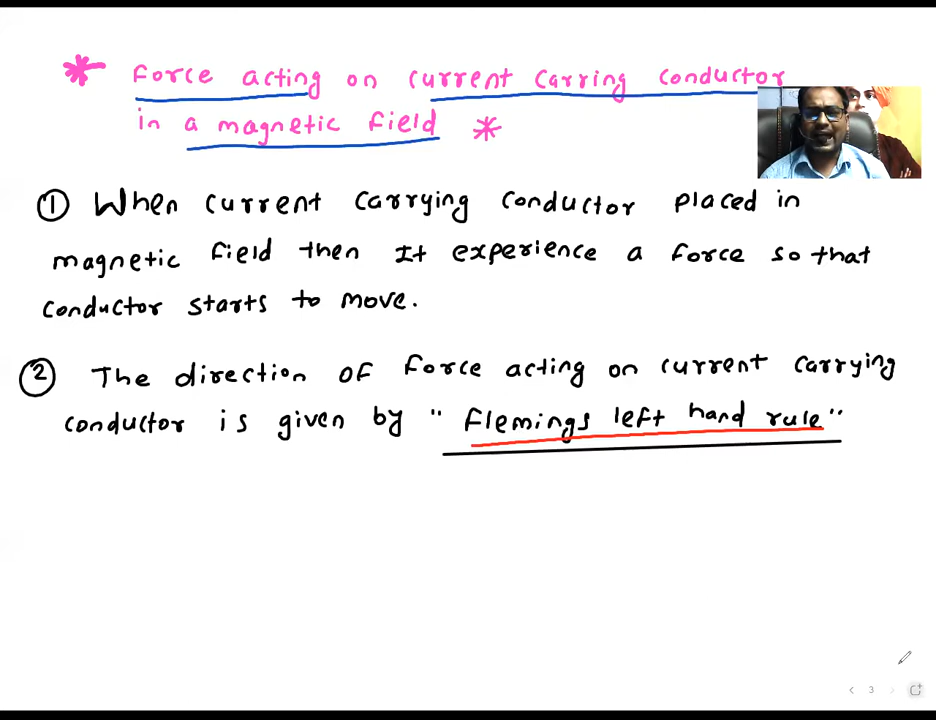 * Force acting on current carring conductor
in a magnetic field *
① When current carrying conductor placed in
magnetic field then It experience a force so that
conductor starts to move.
② The direction of force acting on current carrying
conductor is given by "Flemings left hand rule"
3